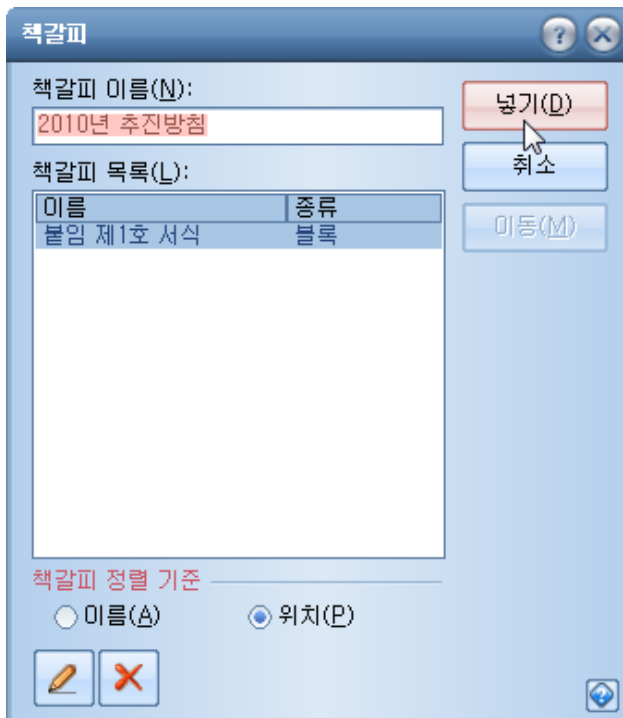 책갈피
책갈피 이름(N):
2010년 추진방침
넣기(D)
취소
이동(M)
책갈피 목록(L):
이름 종류
붙임 제1호 서식 블록
책갈피 정렬 기준
이름(A) 위치(P)